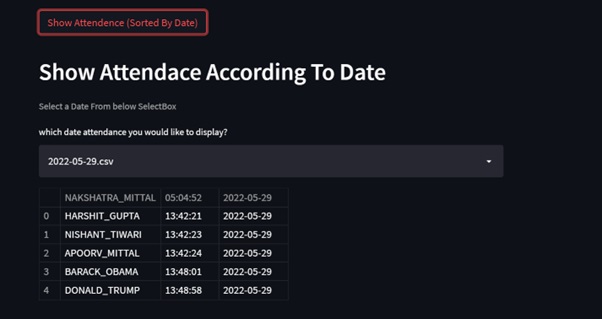 Show Attendence (Sorted By Date)
Show Attendace According To Date
Select a Date From below SelectBox
which date attendance you would like to display?
2022-05-29.csv
NAKSHATRA_MITTAL 05:04:52 2022-05-29
0 HARSHIT_GUPTA 13:42:21 2022-05-29
1 NISHANT_TIWARI 13:42:23 2022-05-29
2 APOORV_MITTAL 13:42:24 2022-05-29
3 BARACK_OBAMA 13:48:01 2022-05-29
4 DONALD_TRUMP 13:48:58 2022-05-29